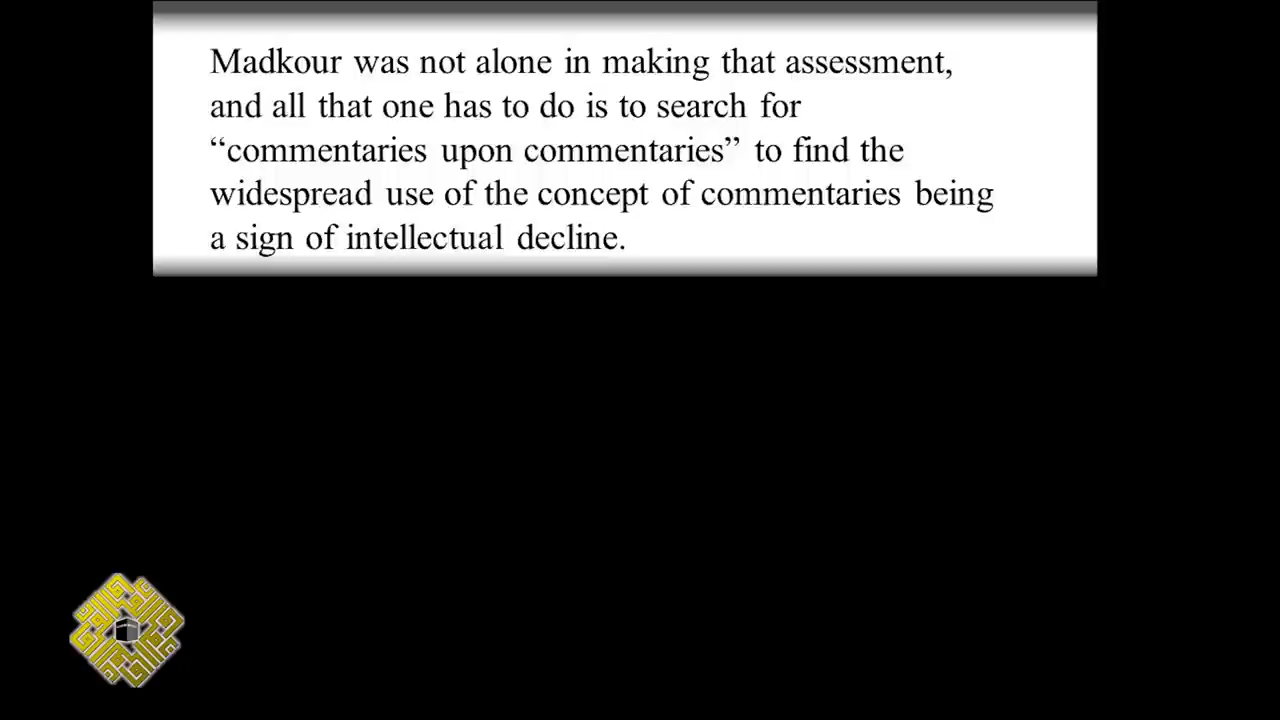 Madkour was not alone in making that assessment,
and all that one has to do is to search for
“commentaries upon commentaries” to find the
widespread use of the concept of commentaries being
a sign of intellectual decline.